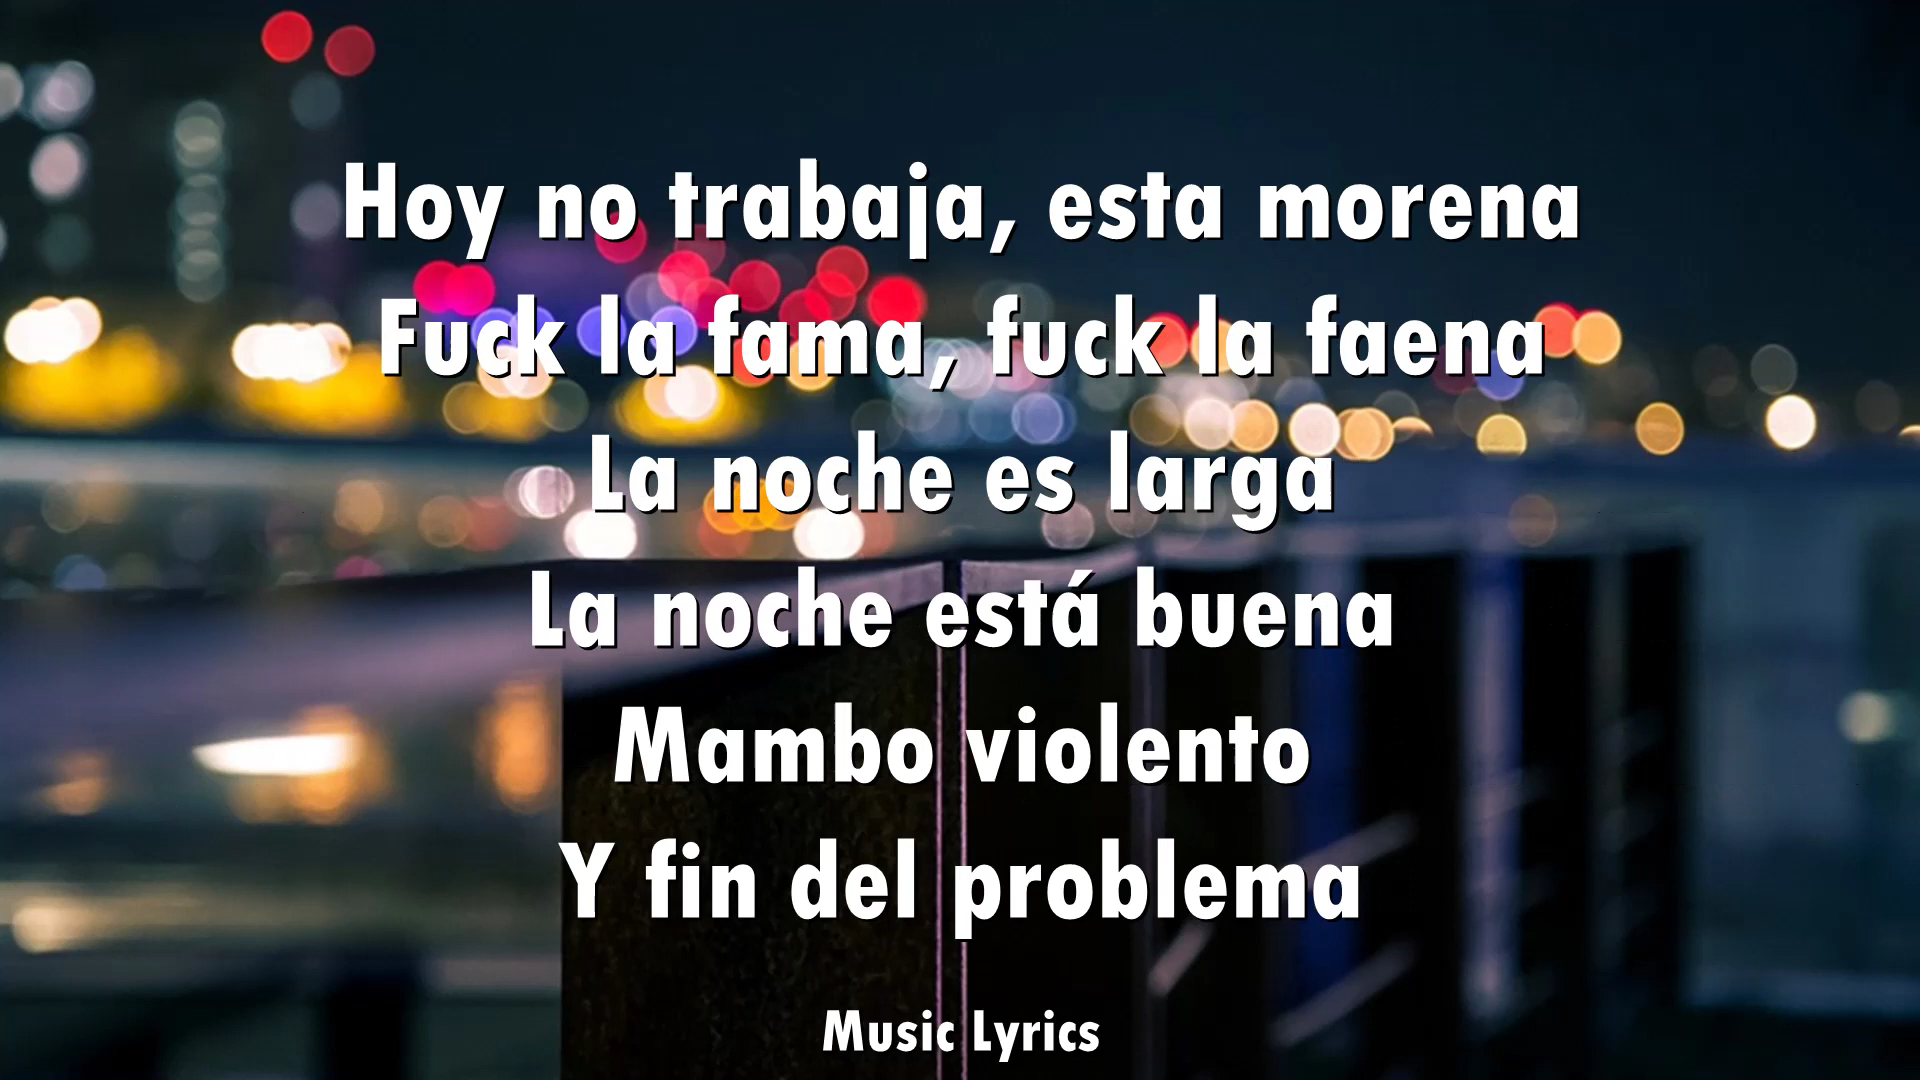 Hoy no trabaja, esta morena
Fuck la fama, fuck la faena
La noche es larga
La noche está buena
Mambo violento
Y fin del problema
Music Lyrics